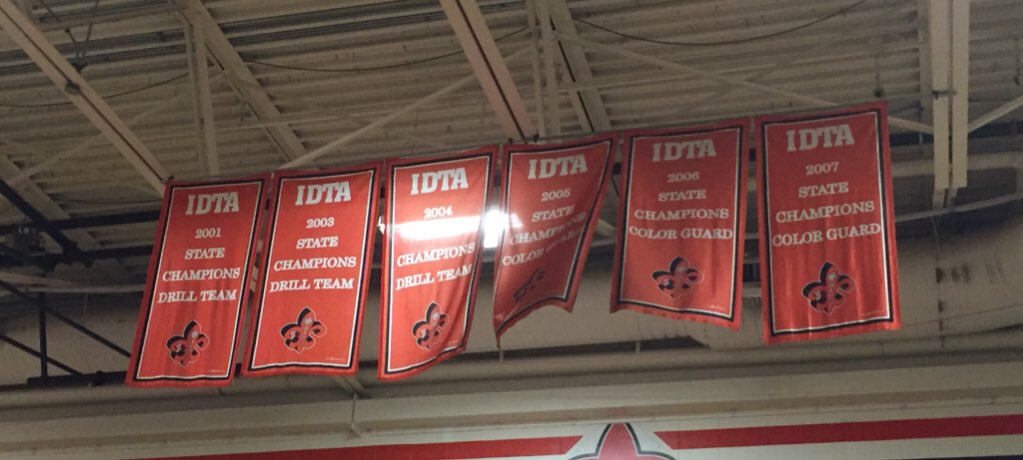 IDTA
2001
STATE
CHAMPIONS
DRILL TEAM
IDTA
2003
STATE
CHAMPIONS
DRILL TEAM
IDTA
2004
CHAMPIONS
DRILL TEAM
IDTA
2005
STATE
CHAMPIONS
COLOR
IDTA
2006
STATE
CHAMPIONS
COLOR GUARD
IDTA
2007
STATE
CHAMPIONS
COLOR GUARD